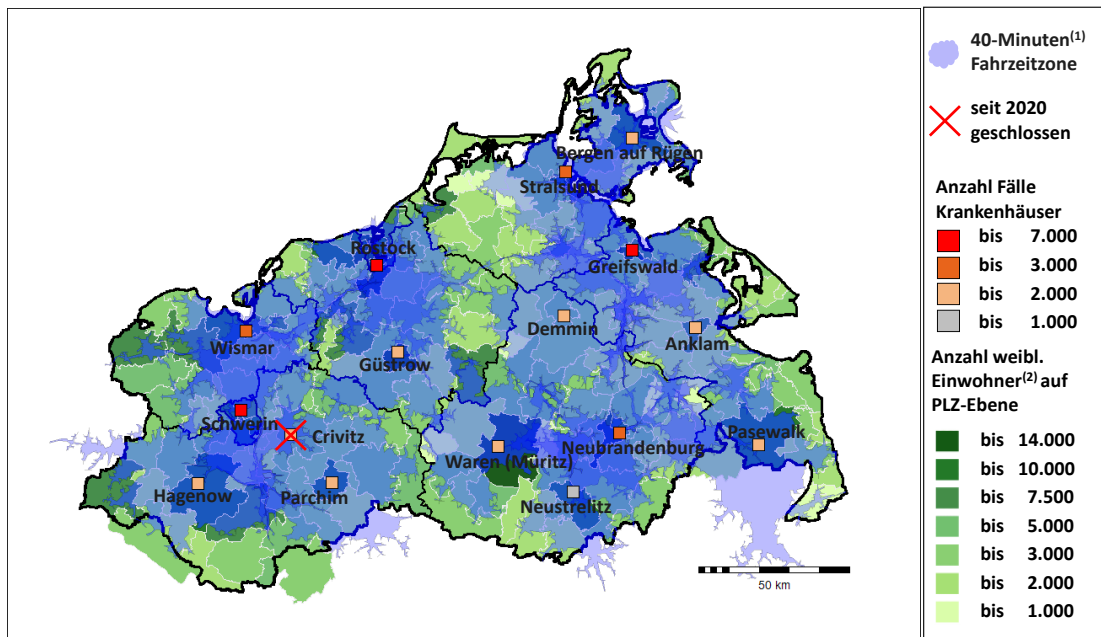 Bergen auf Rügen
Stralsund
Rostock
Greifswald
Demmin
Anklam
Wismar
Güstrow
Schwerin
Crivitz
Waren (Müritz)
Neubrandenburg
Pasewalk
Hagenow
Parchim
Neustrelitz
50 km
40-Minuten(1)
Fahrzeitzone
seit 2020
geschlossen
Anzahl Fälle
Krankenhäuser
bis 7.000
bis 3.000
bis 2.000
bis 1.000
Anzahl weibl.
Einwohner(2) auf
PLZ-Ebene
bis 14.000
bis 10.000
bis 7.500
bis 5.000
bis 3.000
bis 2.000
bis 1.000